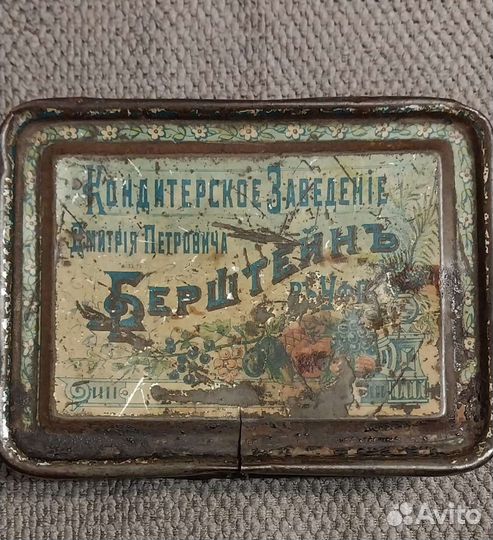 Кондитерское Заведеніе
Дмитрія Петровича
Берштейнъ
въ Уфѣ
Avito